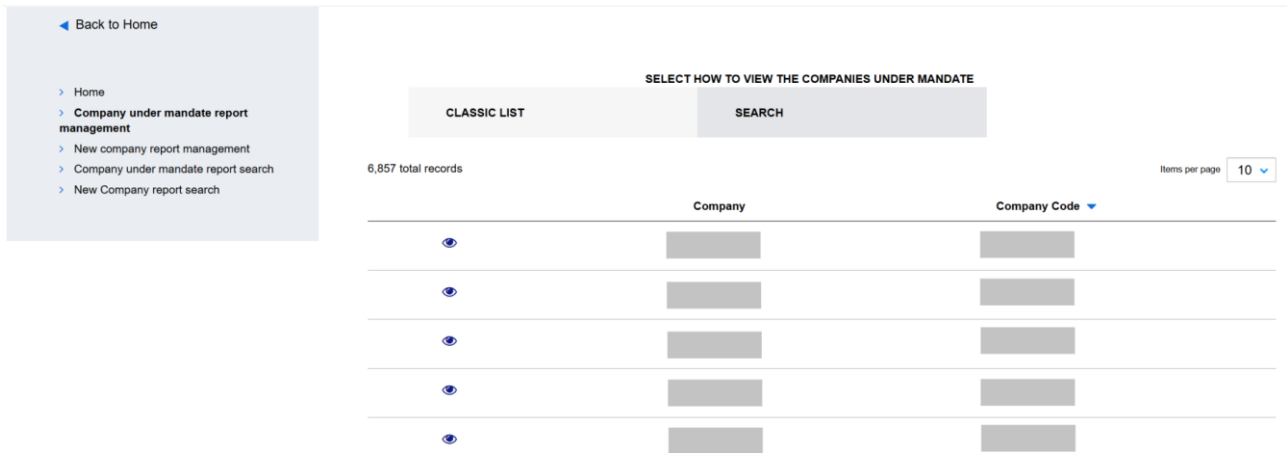 Back to Home
Home
Company under mandate report
management
New company report management
Company under mandate report search
New Company report search
SELECT HOW TO VIEW THE COMPANIES UNDER MANDATE
CLASSIC LIST
SEARCH
6,857 total records
Items per page 10
Company
Company Code